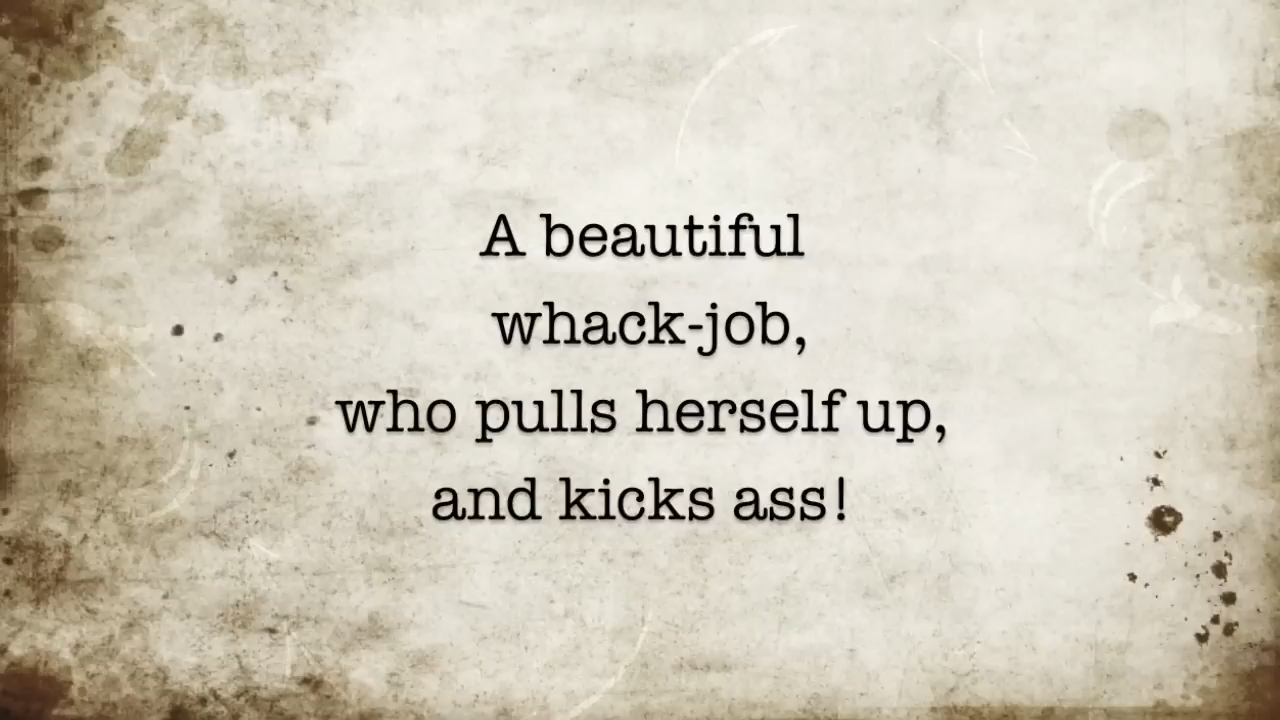 A beautiful
whack-job,
who pulls herself up,
and kicks ass!